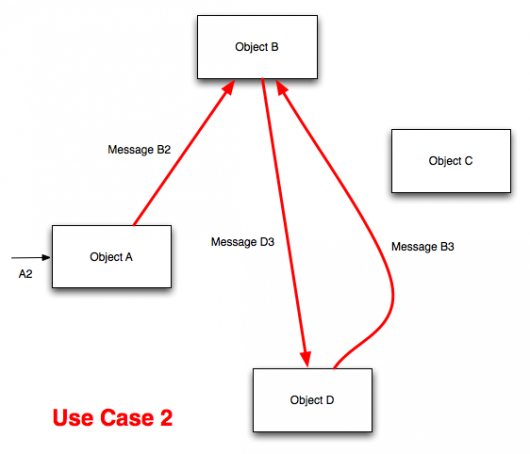 Object B
Message B2
Object C
Message D3
Message B3
Object A
A2
Object D
Use Case 2